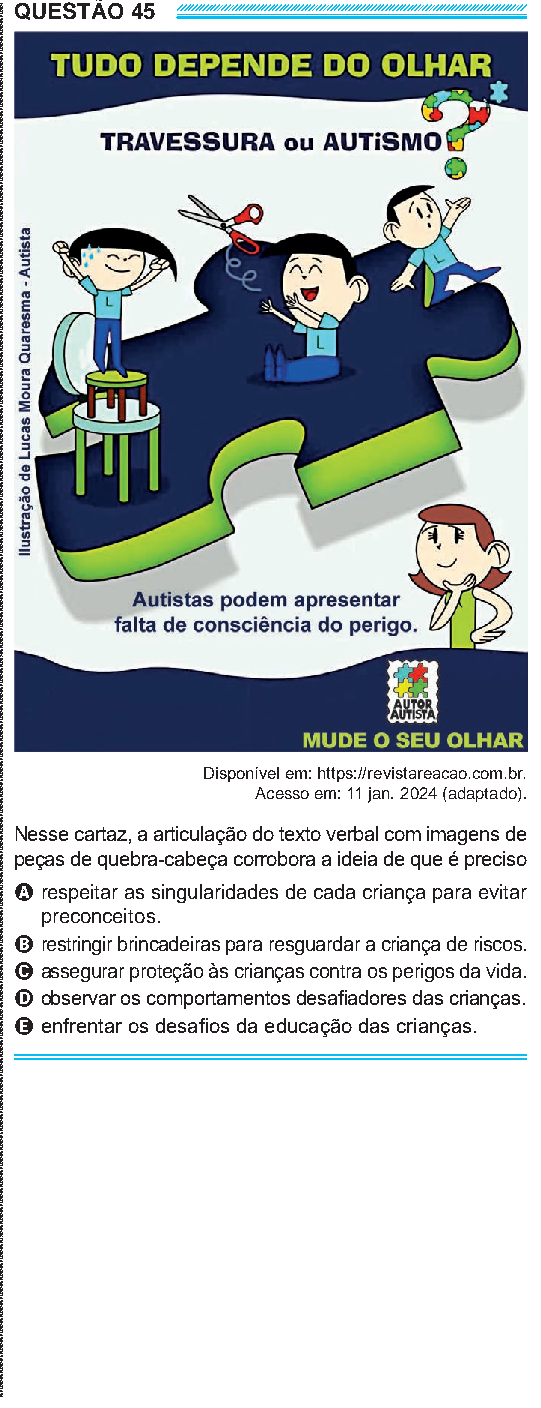 QUESTÃO 45
TUDO DEPENDE DO OLHAR
TRAVESSURA ou AUTiSMO?
Ilustração de Lucas Moura Quaresma - Autista
L
L
L
Autistas podem apresentar
falta de consciência do perigo.
AUTOR
AUTISTA
MUDE O SEU OLHAR
Disponível em: https://revistareacao.com.br.
Acesso em: 11 jan. 2024 (adaptado).
Nesse cartaz, a articulação do texto verbal com imagens de
peças de quebra-cabeça corrobora a ideia de que é preciso
A respeitar as singularidades de cada criança para evitar
preconceitos.
B restringir brincadeiras para resguardar a criança de riscos.
C assegurar proteção às crianças contra os perigos da vida.
D observar os comportamentos desafiadores das crianças.
E enfrentar os desafios da educação das crianças.